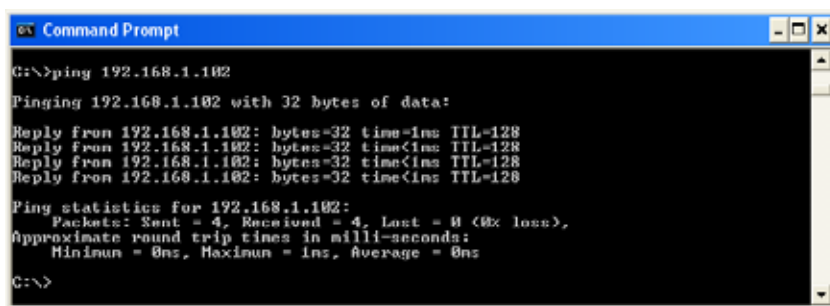 Command Prompt
C:\>ping 192.168.1.102
Pinging 192.168.1.102 with 32 bytes of data:
Reply from 192.168.1.102: bytes=32 time=1ms TTL=128
Reply from 192.168.1.102: bytes=32 time<1ms TTL=128
Reply from 192.168.1.102: bytes=32 time<1ms TTL=128
Reply from 192.168.1.102: bytes=32 time<1ms TTL=128
Ping statistics for 192.168.1.102:
Packets: Sent = 4, Received = 4, Lost = 0 (0% loss),
Approximate round trip times in milli-seconds:
Minimum = 0ms, Maximum = 1ms, Average = 0ms
C:\>